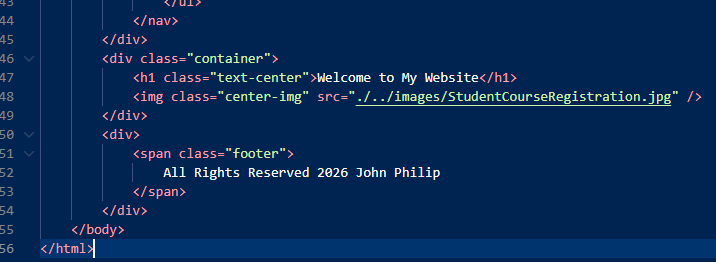 43 </ul>
44 </nav>
45 </div>
46 <div class="container">
47 <h1 class="text-center">Welcome to My Website</h1>
48 <img class="center-img" src="./../images/StudentCourseRegistration.jpg" />
49 </div>
50 <div>
51 <span class="footer">
52 All Rights Reserved 2026 John Philip
53 </span>
54 </div>
55 </body>
56 </html>